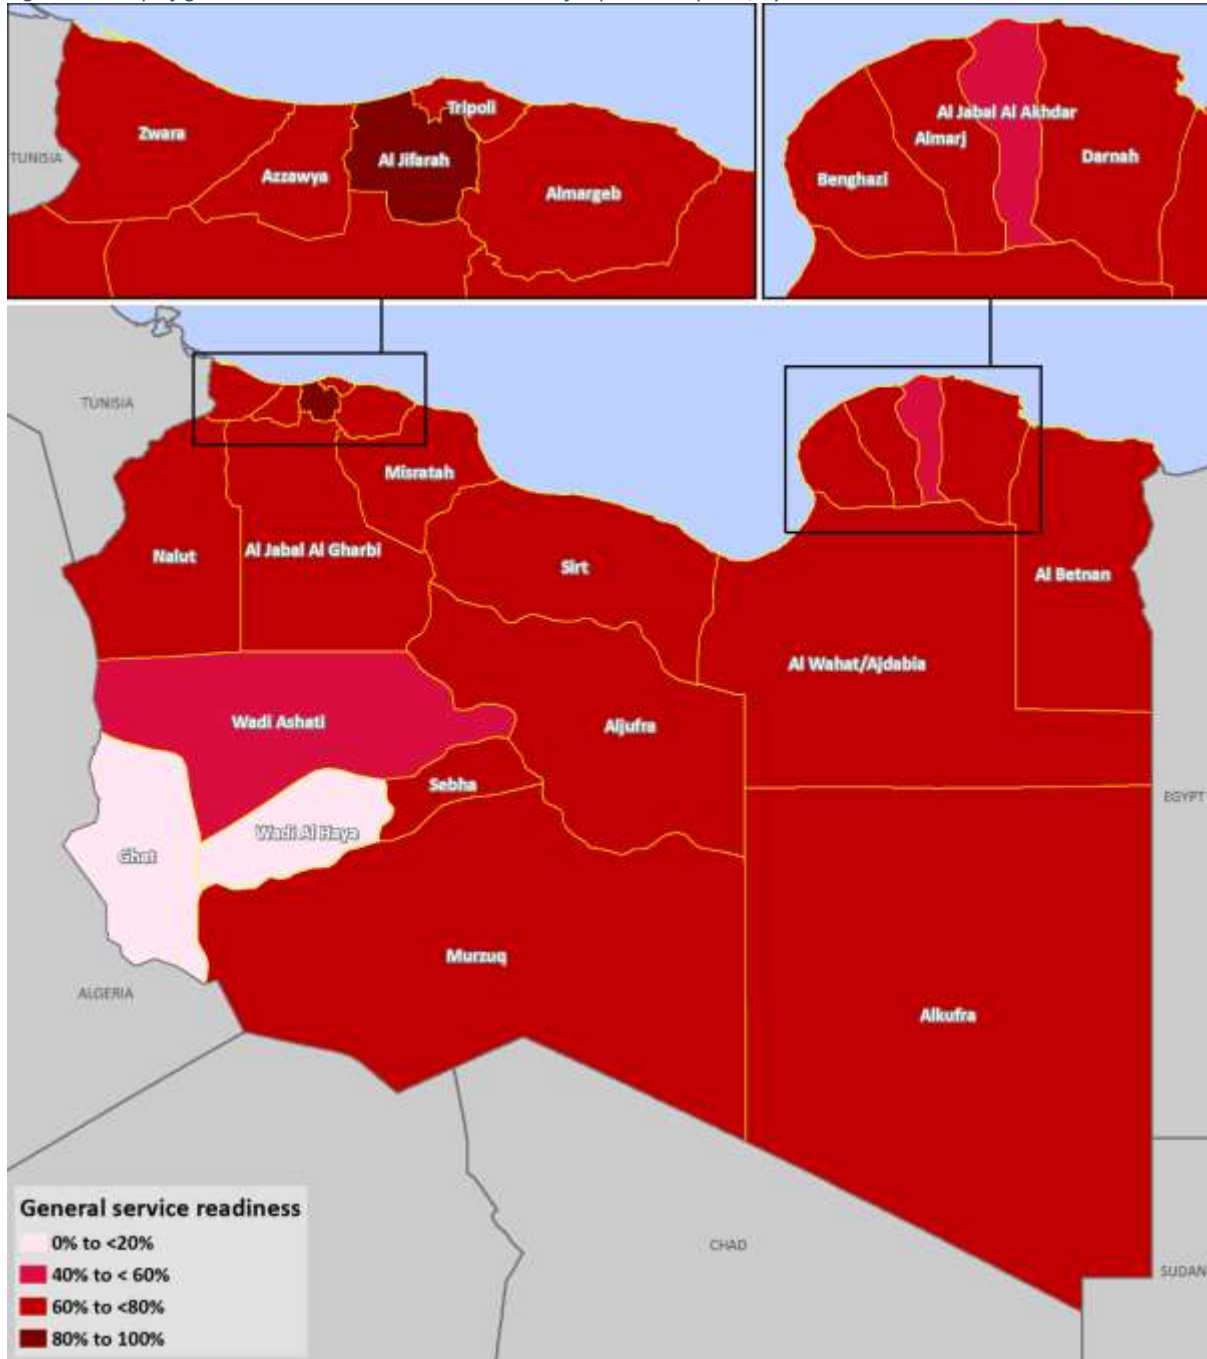 TUNISIA
Zwara
Azzawya
Al Jifarah
Tripoli
Almargeb
Al Jabal Al Akhdar
Almarj
Darnah
Benghazi
TUNISIA
Misratah
Nalut
Al Jabal Al Gharbi
Sirt
Al Betnan
Al Wahat/Ajdabia
Wadi Ashati
Aljufra
Sebha
EGYPT
Wadi Al Haya
Ghat
Murzuq
ALGERIA
Alkufra
CHAD
SUDAN
General service readiness
0% to <20%
40% to < 60%
60% to <80%
80% to 100%